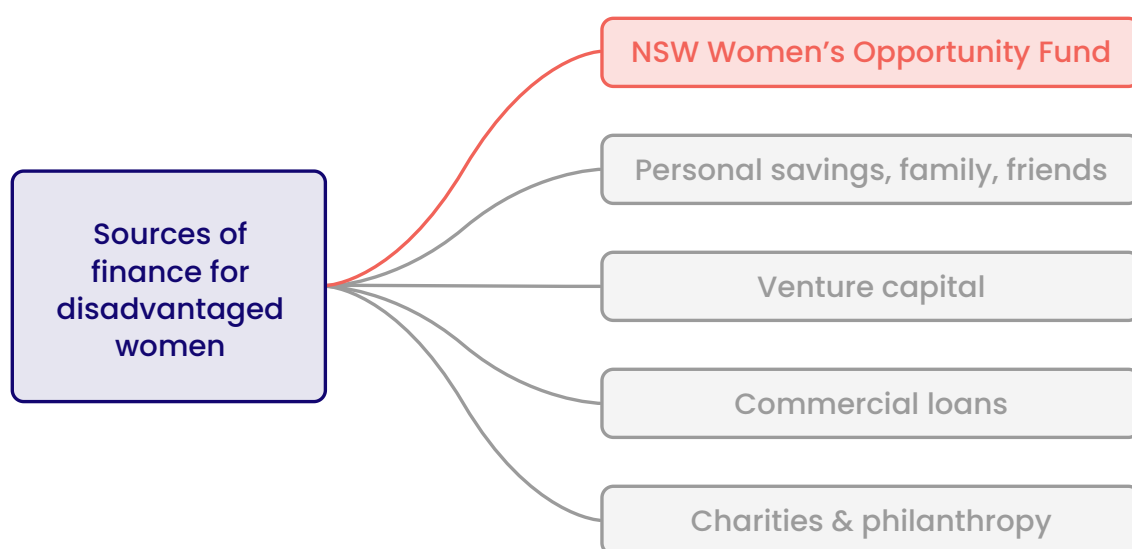 Sources of
finance for
disadvantaged
women
NSW Women’s Opportunity Fund
Personal savings, family, friends
Venture capital
Commercial loans
Charities & philanthropy